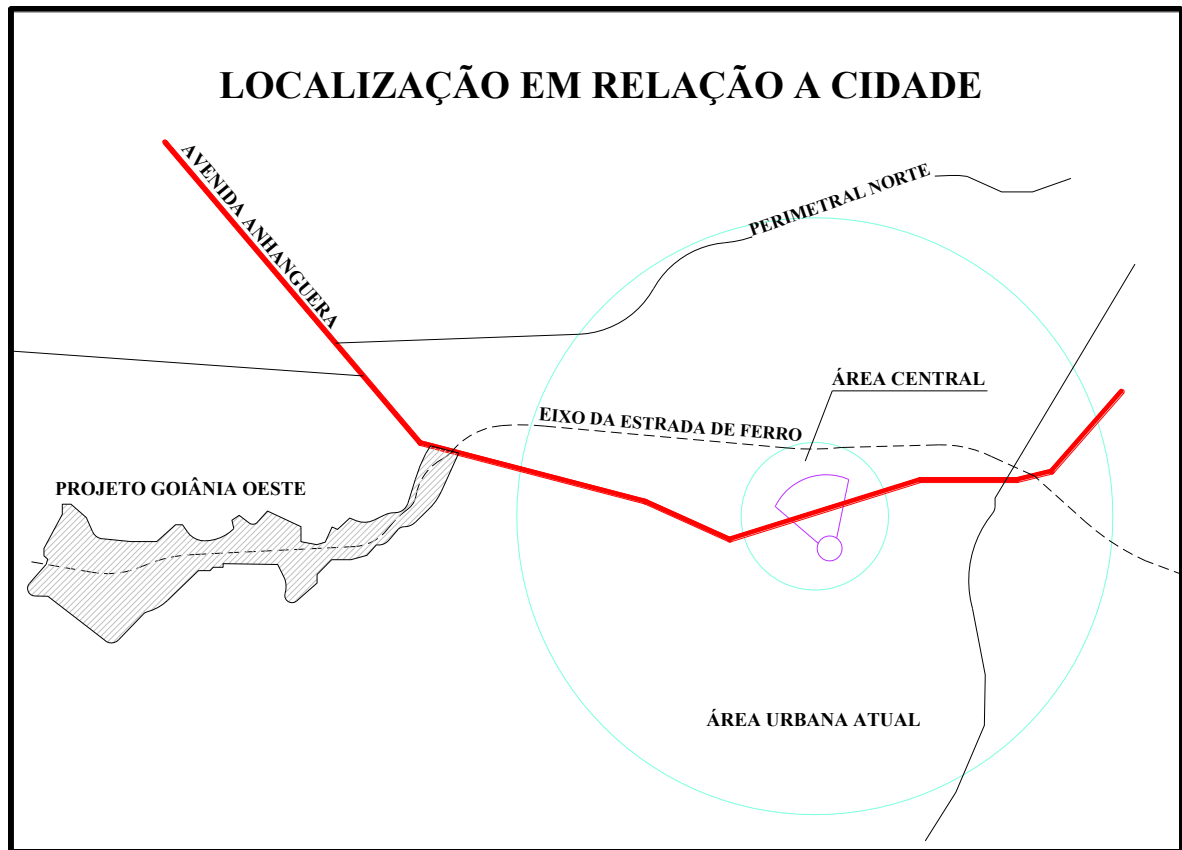 LOCALIZAÇÃO EM RELAÇÃO A CIDADE
AVENIDA ANHANGUERA
PERIMETRAL NORTE
ÁREA CENTRAL
EIXO DA ESTRADA DE FERRO
PROJETO GOIÂNIA OESTE
ÁREA URBANA ATUAL